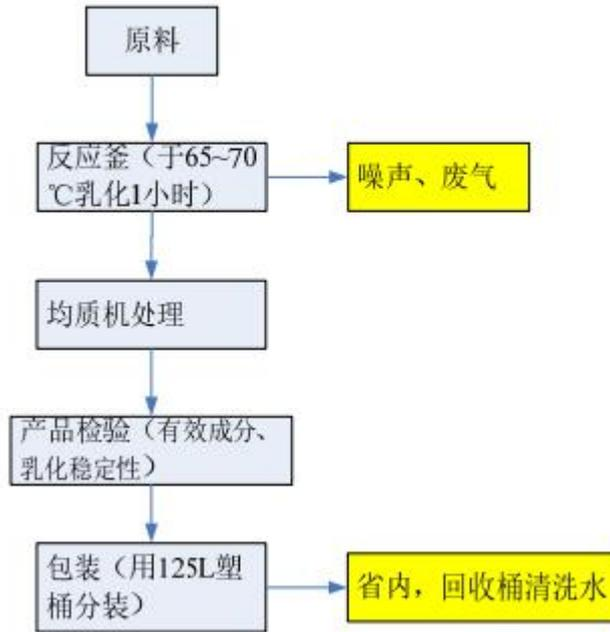 原料
反应釜（于65~70
℃乳化1小时）
噪声、废气
均质机处理
产品检验（有效成分、
乳化稳定性）
包装（用125L塑
桶分装）
省内，回收桶清洗水